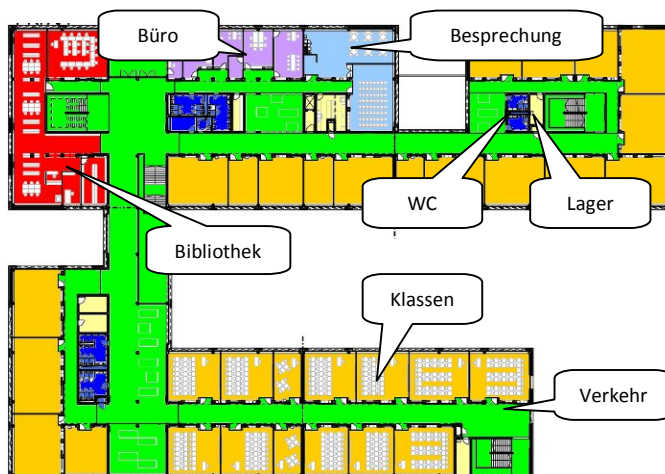 Büro
Besprechung
WC
Lager
Bibliothek
Klassen
Verkehr